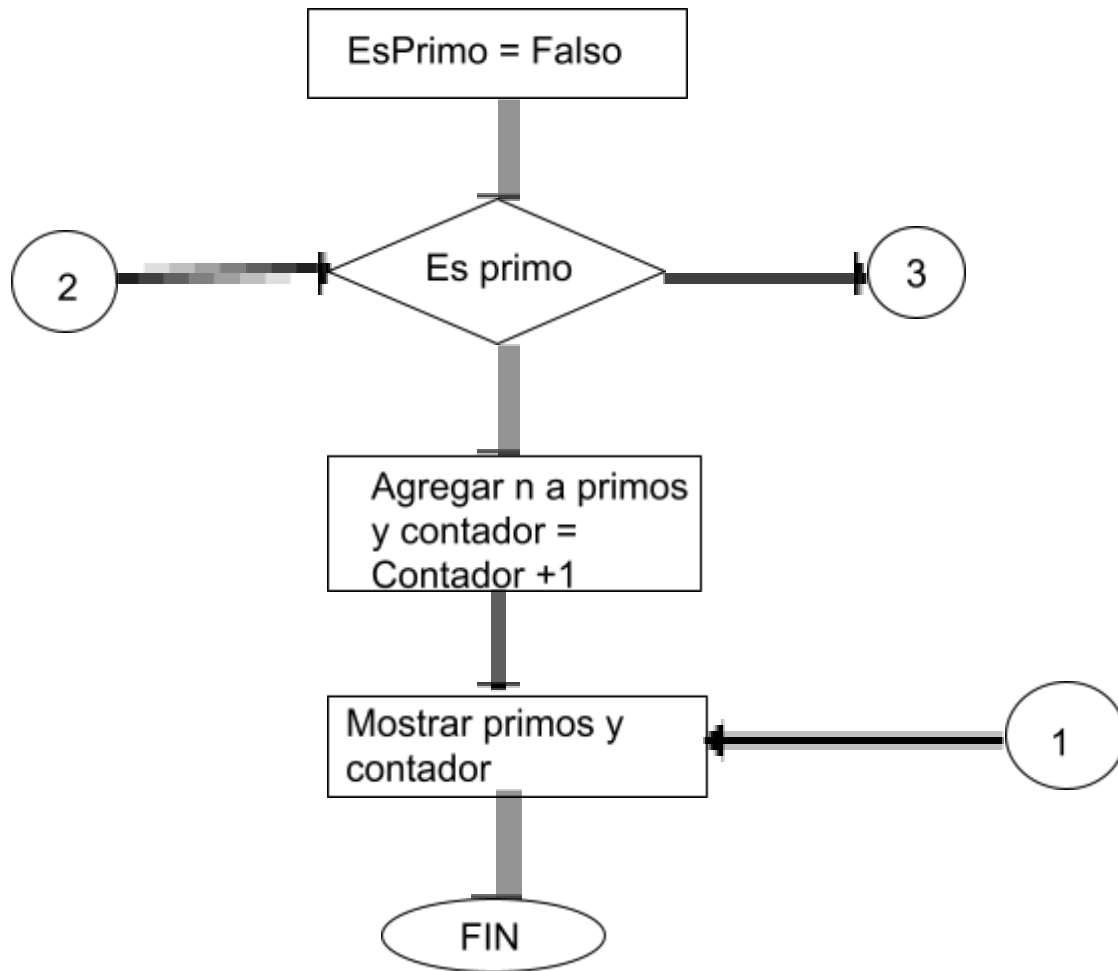 EsPrimo = Falso
2
Es primo
3
Agregar n a primos
y contador =
Contador +1
Mostrar primos y
contador
1
FIN